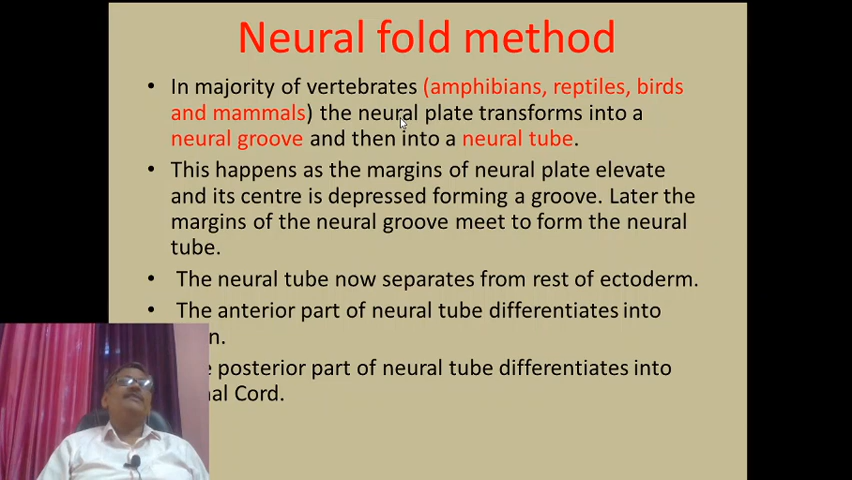 Neural fold method
• In majority of vertebrates (amphibians, reptiles, birds
and mammals) the neural plate transforms into a
neural groove and then into a neural tube.
• This happens as the margins of neural plate elevate
and its centre is depressed forming a groove. Later the
margins of the neural groove meet to form the neural
tube.
• The neural tube now separates from rest of ectoderm.
• The anterior part of neural tube differentiates into
n.
posterior part of neural tube differentiates into
al Cord.